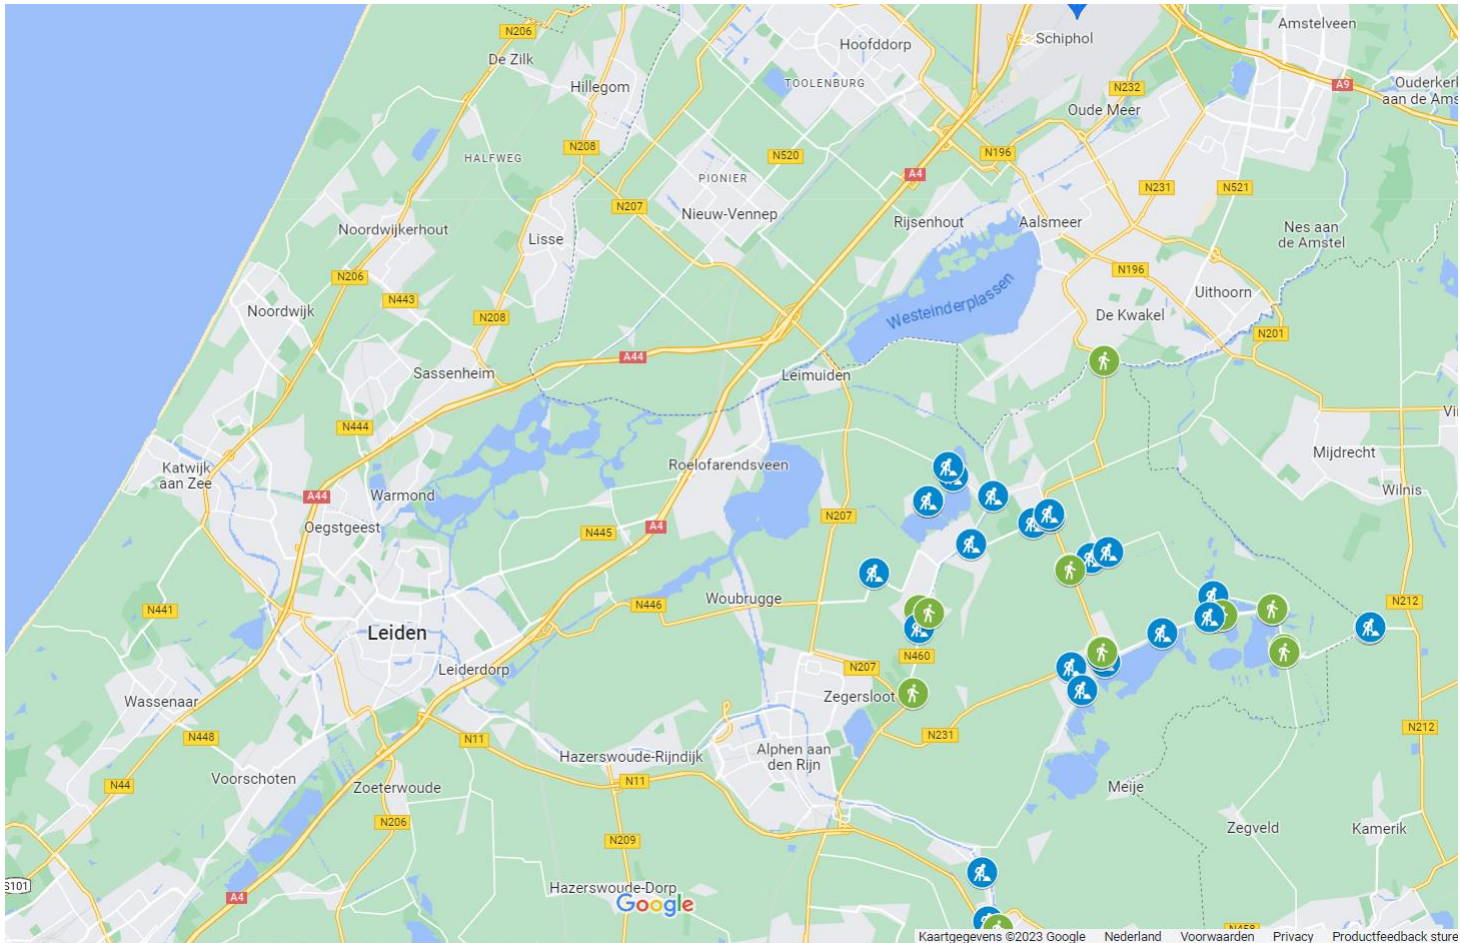 N206
De Zilk
Hillegom
Hoofddorp
Schiphol
Amstelveen
TOOLENBURG
N232
A9
Oude Meer
HALFWEG
N208
N520
A4
N196
PIONIER
N207
Nieuw-Vennep
Rijsenhout
Aalsmeer
N231
N521
Nes aan
de Amstel
Noordwijkerhout
Lisse
N206
N443
N208
Noordwijk
Westeinderplassen
N196
Uithoorn
De Kwakel
N201
A44
Sassenheim
Leimuiden
N444
Mijdrecht
Katwijk
aan Zee
Roelofarendsveen
Wilnis
A44
Warmond
Oegstgeest
N445
A4
N207
N441
N446
Woubrugge
N212
Leiden
Leiderdorp
N460
N207
Zegersloot
Wassenaar
N448
N11
N231
N212
Hazerswoude-Rijndijk
Alphen aan
den Rijn
N44
Voorschoten
Zoeterwoude
N11
Meije
N206
N209
Zegveld
Kamerik
S101
A4
Hazerswoude-Dorp
Google
Kaartgegevens ©2023 Google Nederland Voorwaarden Privacy Productfeedback sture